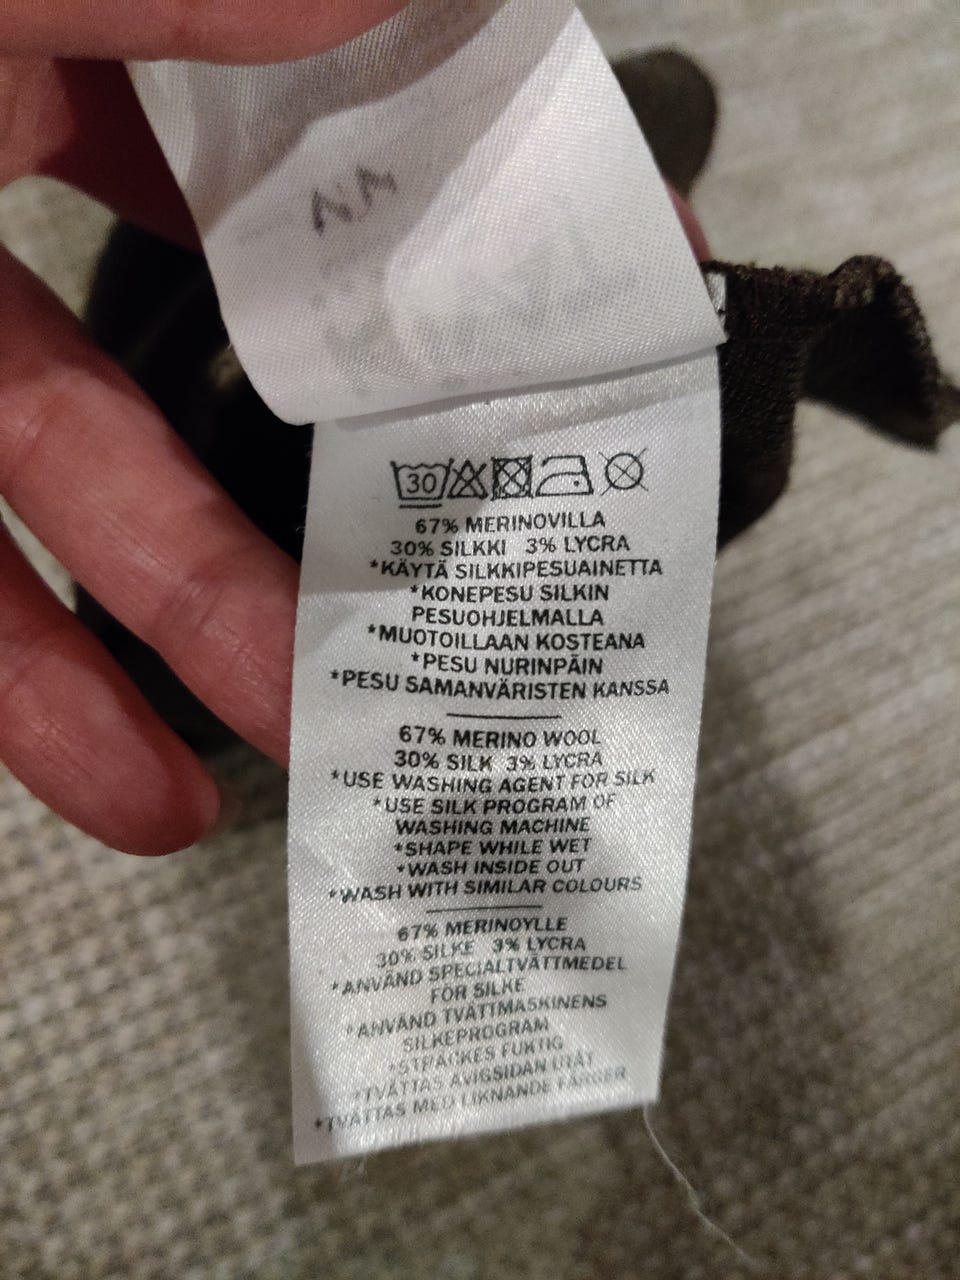 NA
30
67% MERINOVILLA
30% SILKKI 3% LYCRA
*KÄYTÄ SILKKIPESUAINETTA
*KONEPESU SILKIN
PESUOHJELMALLA
*MUOTOILLAAN KOSTEANA
*PESU NURINPÄIN
*PESU SAMANVÄRISTEN KANSSA
67% MERINO WOOL
30% SILK 3% LYCRA
*USE WASHING AGENT FOR SILK
*USE SILK PROGRAM OF
WASHING MACHINE
*SHAPE WHILE WET
*WASH INSIDE OUT
*WASH WITH SIMILAR COLOURS
67% MERINOYLLE
30% SILKE 3% LYCRA
*ANVÄND SPECIALTVÄTTMEDEL
FÖR SILKE
*ANVÄND TVÄTTMASKINENS
SILKEPROGRAM
*STRÄCKES FUKTIG
*TVÄTTAS AVIGSIDAN UTÅT
*TVÄTTAS MED LIKNANDE FÄRGER